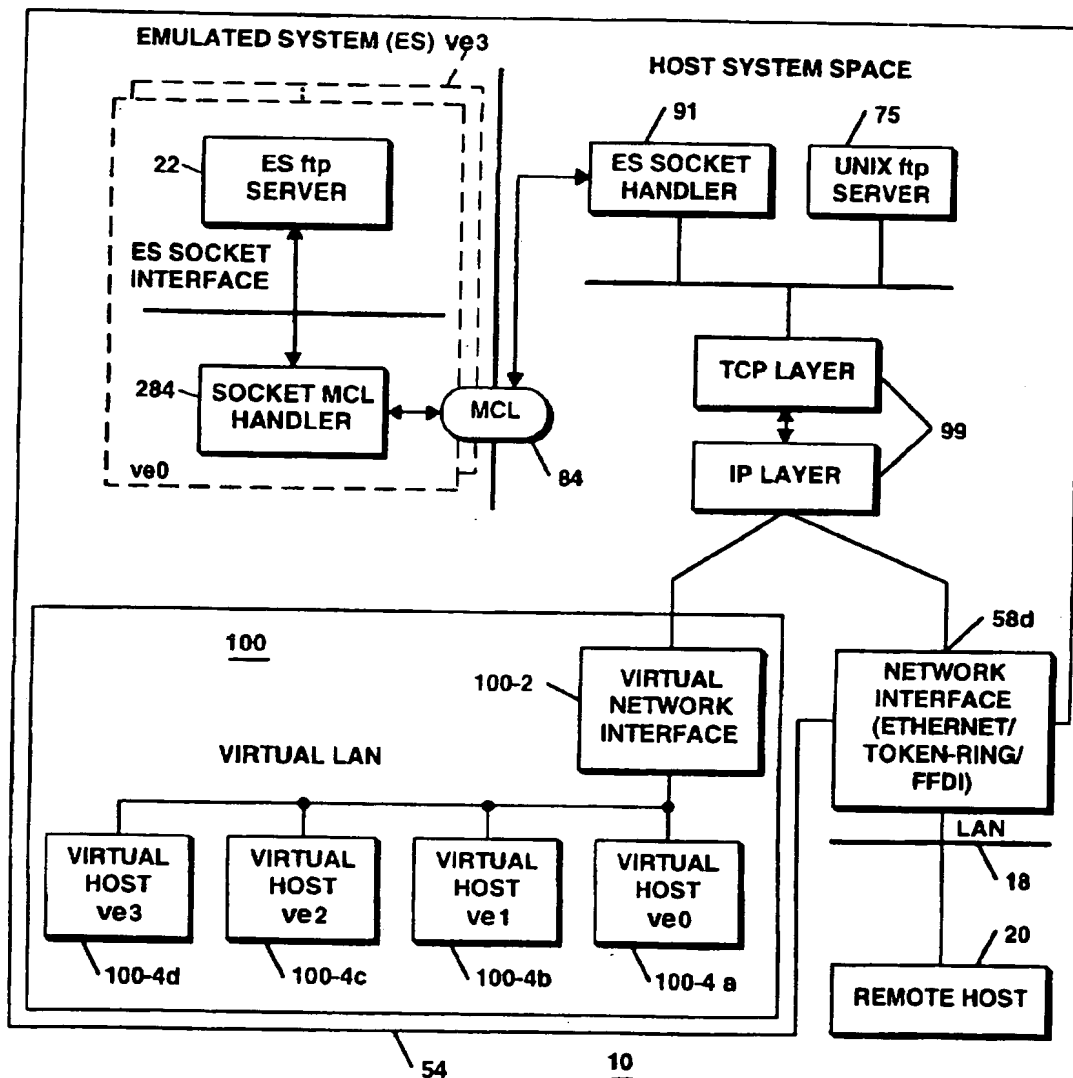 EMULATED SYSTEM (ES) ve3
HOST SYSTEM SPACE
91
75
22
ES ftp
SERVER
ES SOCKET
HANDLER
UNIX ftp
SERVER
ES SOCKET
INTERFACE
284
SOCKET MCL
HANDLER
MCL
84
ve0
TCP LAYER
99
IP LAYER
100
58d
100-2
VIRTUAL
NETWORK
INTERFACE
NETWORK
INTERFACE
(ETHERNET/
TOKEN-RING/
FFDI)
VIRTUAL LAN
LAN
18
VIRTUAL
HOST
ve3
VIRTUAL
HOST
ve2
VIRTUAL
HOST
ve1
VIRTUAL
HOST
ve0
100-4d
100-4c
100-4b
100-4 a
20
REMOTE HOST
54
10